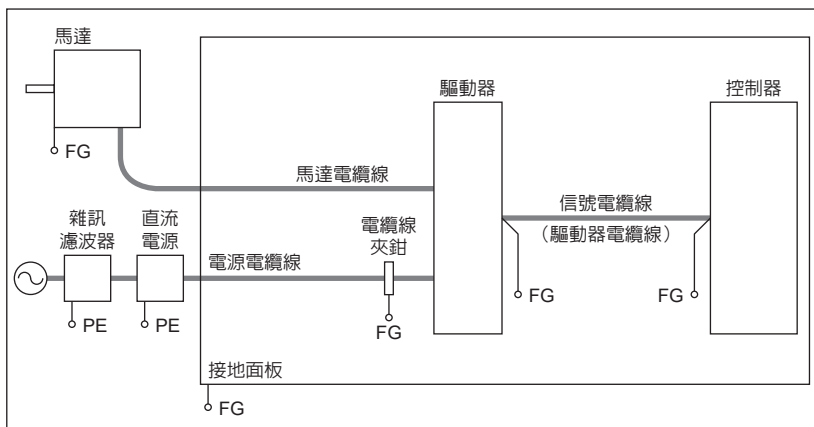 馬達
驅動器
控制器
FG
馬達電纜線
信號電纜線
（驅動器電纜線）
雜訊
濾波器
直流
電源
電纜線
夾鉗
電源電纜線
FG
FG
PE
PE
FG
接地面板
FG